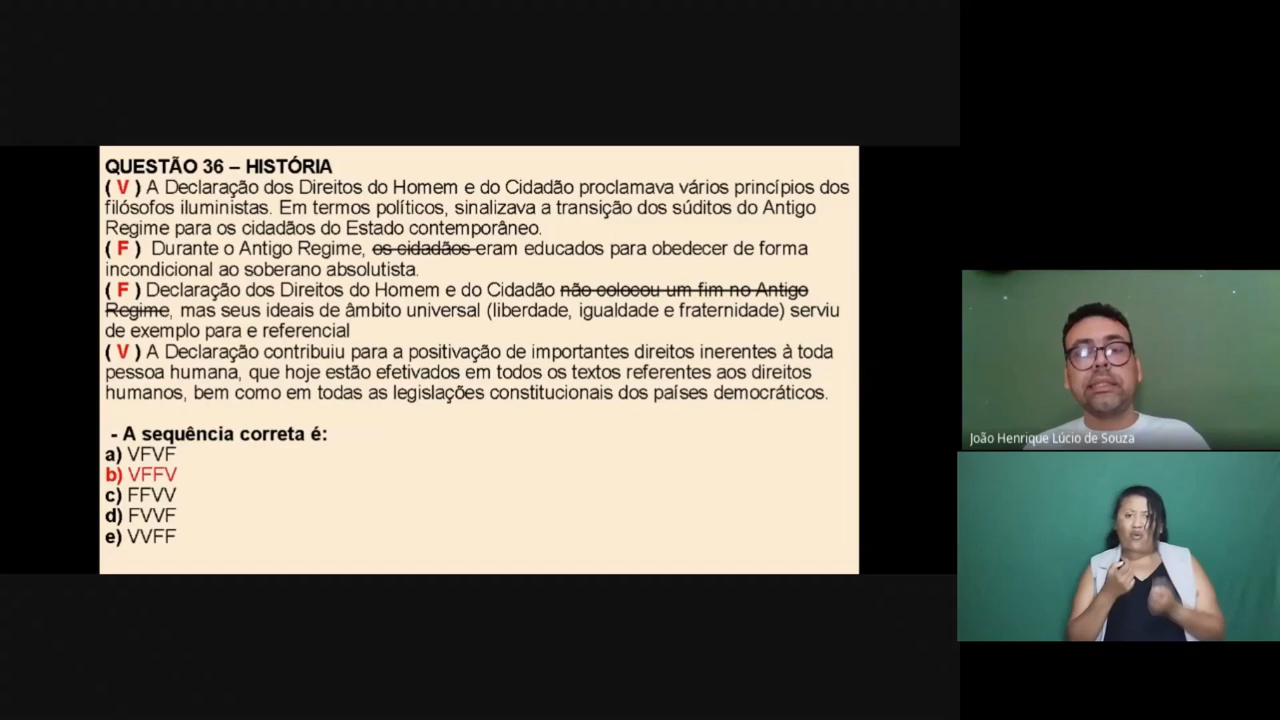 QUESTÃO 36 – HISTÓRIA
( V ) A Declaração dos Direitos do Homem e do Cidadão proclamava vários princípios dos
filósofos iluministas. Em termos políticos, sinalizava a transição dos súditos do Antigo
Regime para os cidadãos do Estado contemporâneo.
( F ) Durante o Antigo Regime, os cidadãos eram educados para obedecer de forma
incondicional ao soberano absolutista.
( F ) Declaração dos Direitos do Homem e do Cidadão não colocou um fim no Antigo
Regime, mas seus ideais de âmbito universal (liberdade, igualdade e fraternidade) serviu
de exemplo para e referencial
( V ) A Declaração contribuiu para a positivação de importantes direitos inerentes à toda
pessoa humana, que hoje estão efetivados em todos os textos referentes aos direitos
humanos, bem como em todas as legislações constitucionais dos países democráticos.
- A sequência correta é:
a) VFVF
b) VFFV
c) FFVV
d) FVVF
e) VVFF
João Henrique Lúcio de Souza